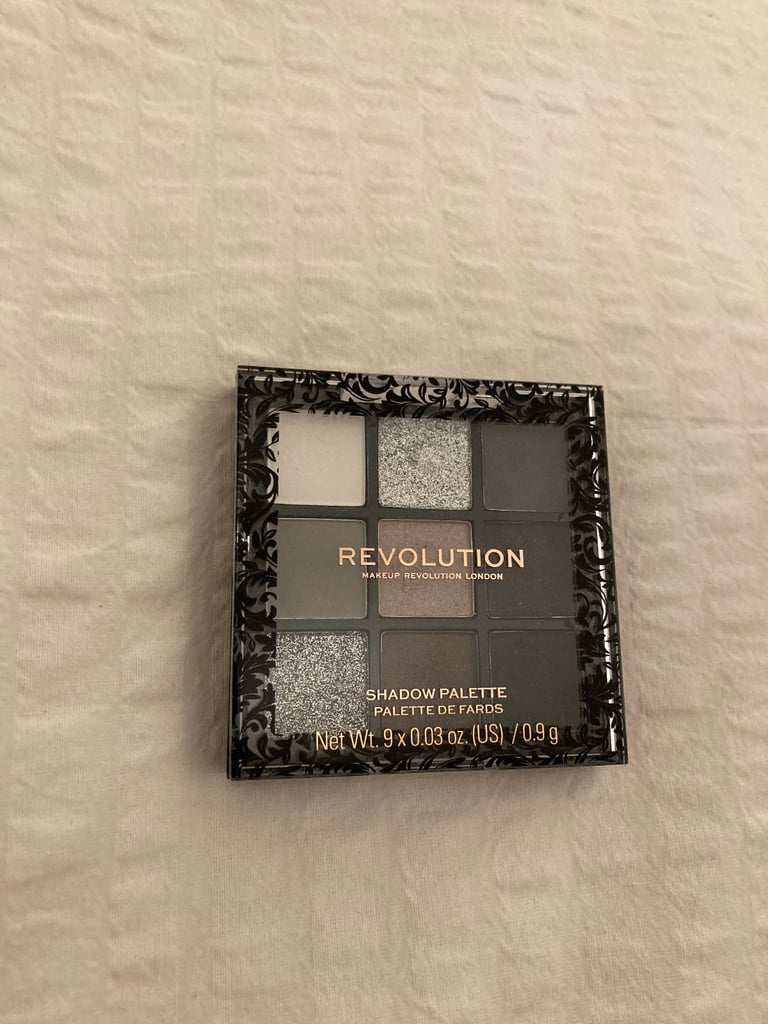 REVOLUTION
MAKEUP REVOLUTION LONDON
SHADOW PALETTE
PALETTE DE FARDS
Net Wt. 9 x 0.03 oz. (US) / 0.9 g